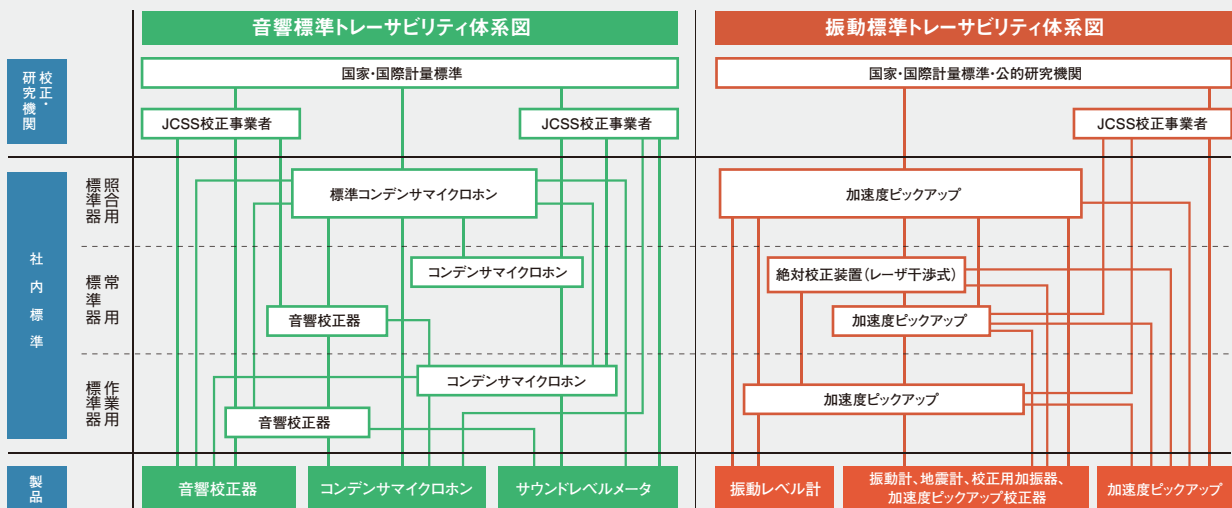 音響標準トレーサビリティ体系図
振動標準トレーサビリティ体系図
校正・
研究機関
国家・国際計量標準
国家・国際計量標準・公的研究機関
JCSS校正事業者
JCSS校正事業者
JCSS校正事業者
社内標準
照合用
標準器
標準コンデンサマイクロホン
加速度ピックアップ
常用
標準器
コンデンサマイクロホン
絶対校正装置(レーザ干渉式)
音響校正器
加速度ピックアップ
作業用
標準器
コンデンサマイクロホン
加速度ピックアップ
音響校正器
製品
音響校正器
コンデンサマイクロホン
サウンドレベルメータ
振動レベル計
振動計、地震計、校正用加振器、
加速度ピックアップ校正器
加速度ピックアップ